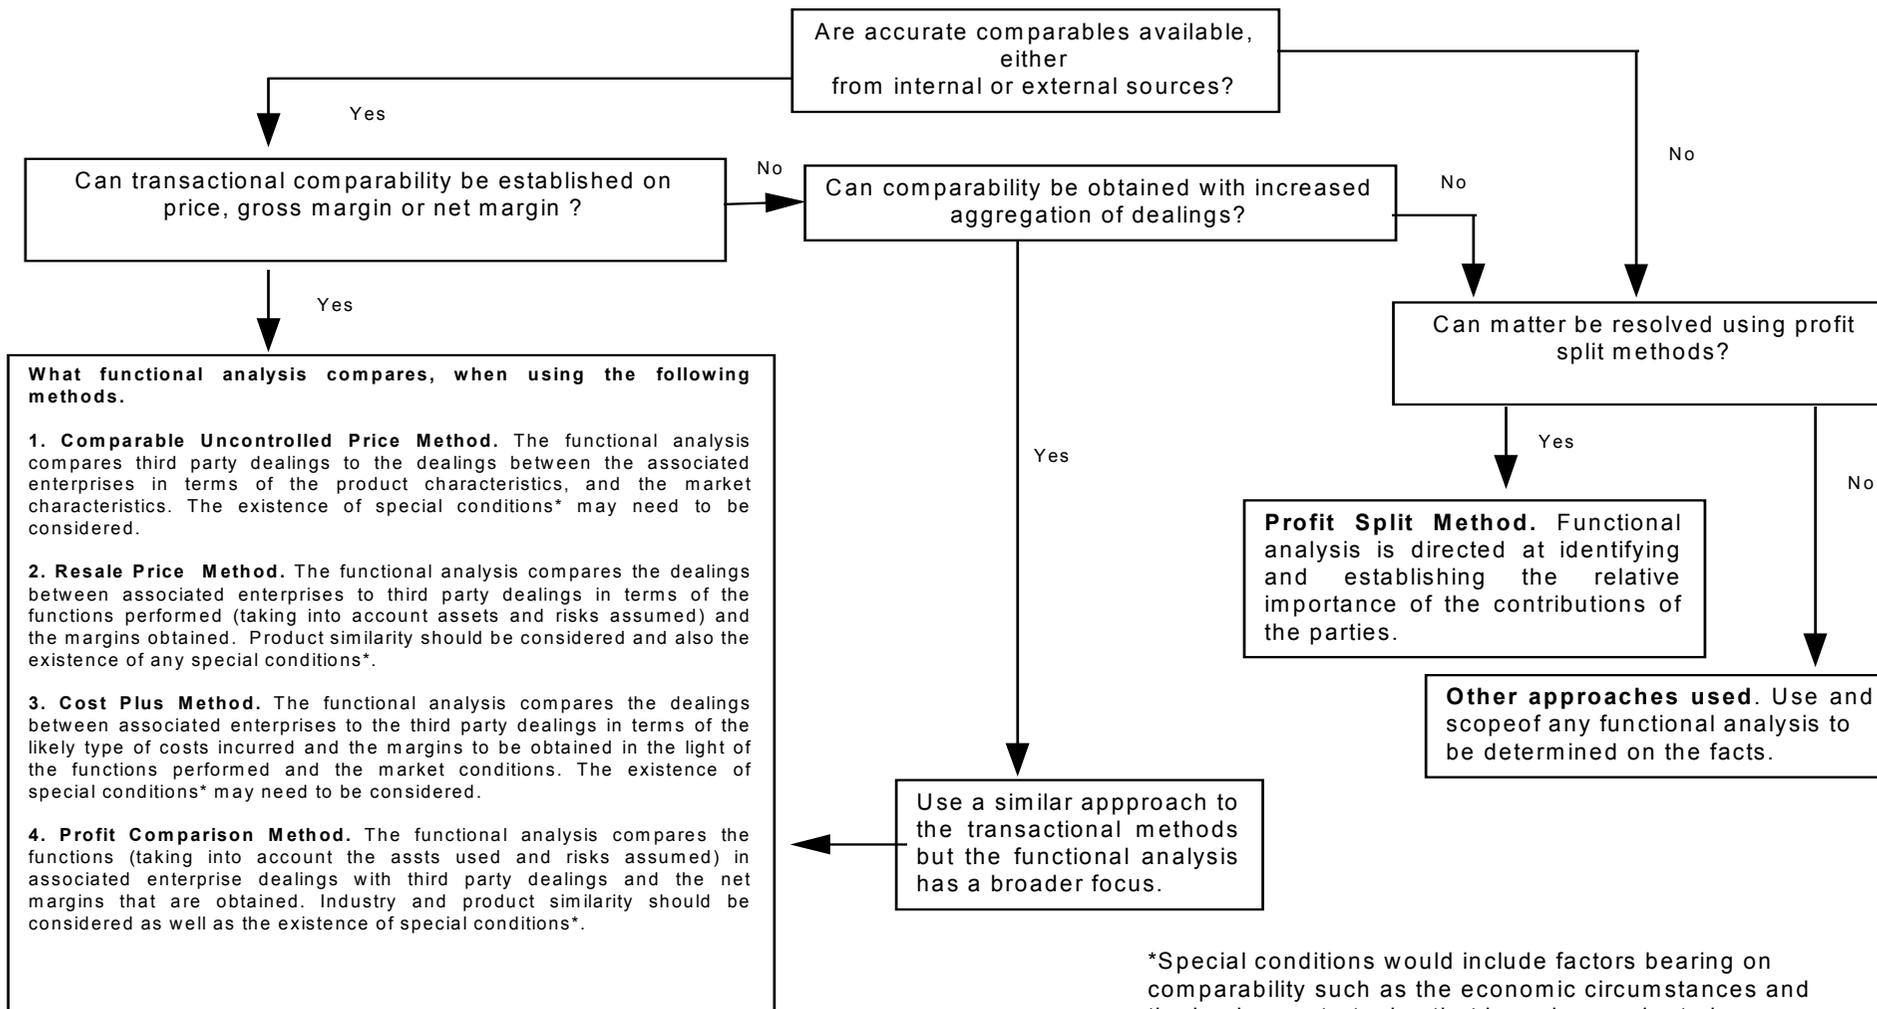 Are accurate comparables available,
either
from internal or external sources?
Yes
No
Can transactional comparability be established on
price, gross margin or net margin ?
No
Can comparability be obtained with increased
aggregation of dealings?
No
Yes
Can matter be resolved using profit
split methods?
What functional analysis compares, when using the following
methods.
1. Comparable Uncontrolled Price Method. The functional analysis
compares third party dealings to the dealings between the associated
enterprises in terms of the product characteristics, and the market
characteristics. The existence of special conditions* may need to be
considered.
2. Resale Price Method. The functional analysis compares the dealings
between associated enterprises to third party dealings in terms of the
functions performed (taking into account assets and risks assumed) and
the margins obtained. Product similarity should be considered and also the
existence of any special conditions*.
3. Cost Plus Method. The functional analysis compares the dealings
between associated enterprises to the third party dealings in terms of the
likely type of costs incurred and the margins to be obtained in the light of
the functions performed and the market conditions. The existence of
special conditions* may need to be considered.
4. Profit Comparison Method. The functional analysis compares the
functions (taking into account the assts used and risks assumed) in
associated enterprise dealings with third party dealings and the net
margins that are obtained. Industry and product similarity should be
considered as well as the existence of special conditions*.
Yes
Yes
No
Profit Split Method. Functional
analysis is directed at identifying
and establishing the relative
importance of the contributions of
the parties.
Other approaches used. Use and
scopeof any functional analysis to
be determined on the facts.
Use a similar appproach to
the transactional methods
but the functional analysis
has a broader focus.
*Special conditions would include factors bearing on
comparability such as the economic circumstances and